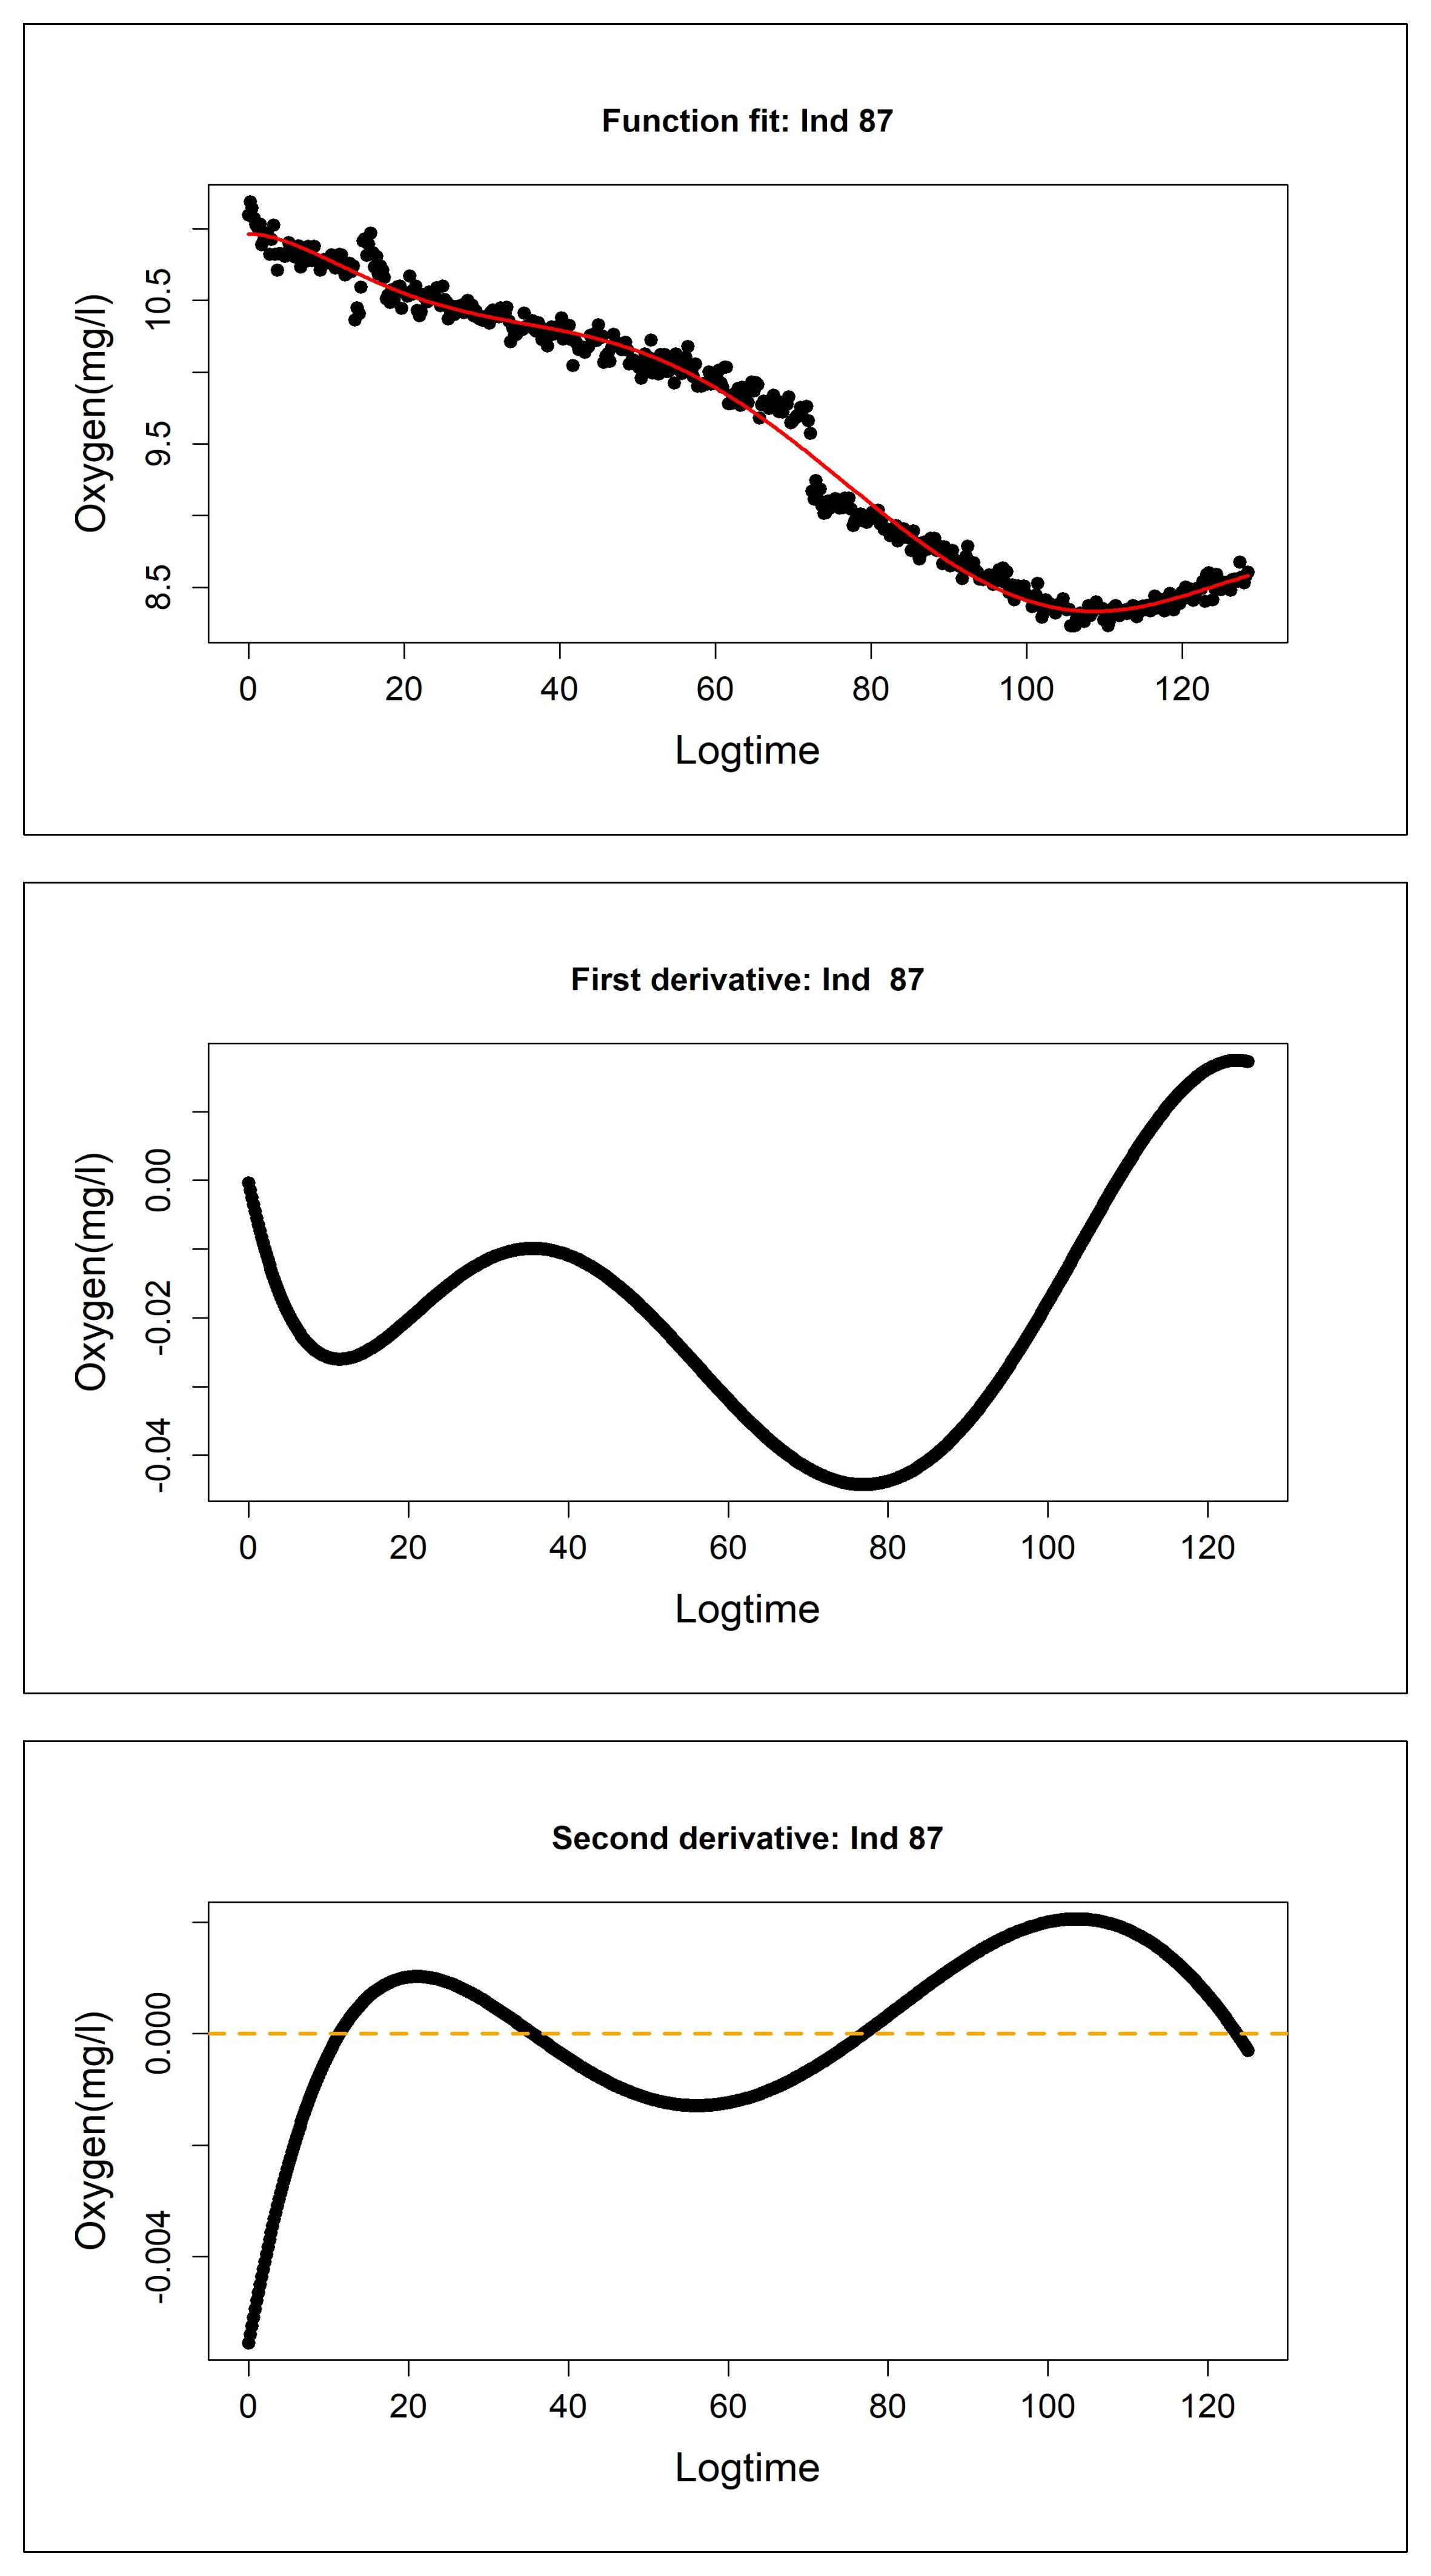 Function fit: Ind 87
Oxygen(mg/l)
10.5
9.5
8.5
0 20 40 60 80 100 120
Logtime
First derivative: Ind  87
Oxygen(mg/l)
0.00
-0.02
-0.04
0 20 40 60 80 100 120
Logtime
Second derivative: Ind 87
Oxygen(mg/l)
0.000
-0.004
0 20 40 60 80 100 120
Logtime